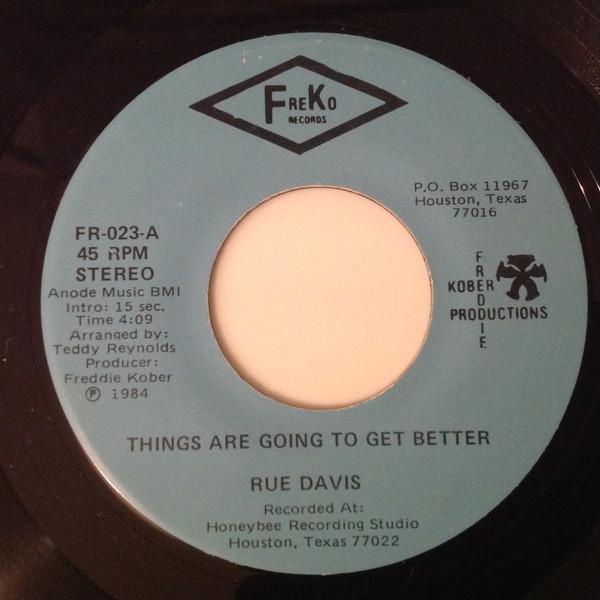 FREKO
RECORDS
P.O. Box 11967
Houston, Texas
77016
FR-023-A
45 RPM
STEREO
Anode Music BMI
Intro: 15 sec.
Time 4:09
Arranged by:
Teddy Reynolds
Producer:
Freddie Kober
Ⓟ 1984
FREDDIE
KOBER
PRODUCTIONS
THINGS ARE GOING TO GET BETTER
RUE DAVIS
Recorded At:
Honeybee Recording Studio
Houston, Texas 77022